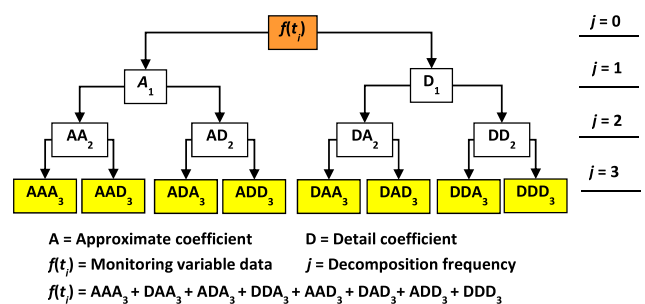 f(tᵢ)
j = 0
A₁
D₁
j = 1
AA₂
AD₂
DA₂
DD₂
j = 2
AAA₃
AAD₃
ADA₃
ADD₃
DAA₃
DAD₃
DDA₃
DDD₃
j = 3
A = Approximate coefficient
D = Detail coefficient
f(tᵢ) = Monitoring variable data
j = Decomposition frequency
f(tᵢ) = AAA₃ + DAA₃ + ADA₃ + DDA₃ + AAD₃ + DAD₃ + ADD₃ + DDD₃